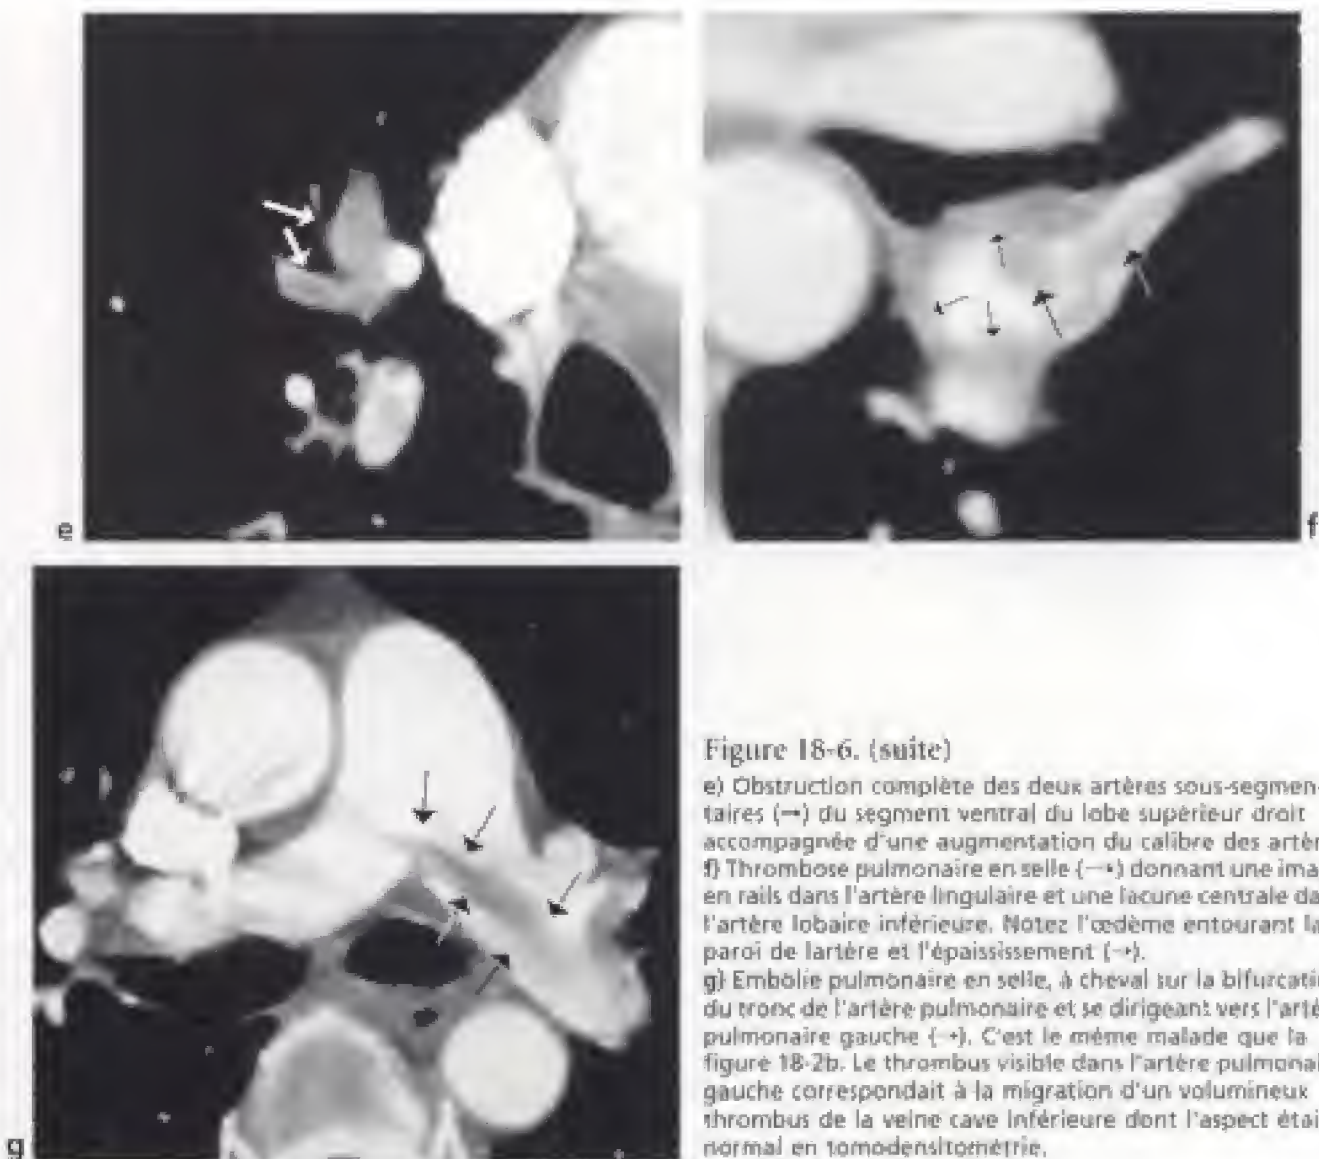 e
f
g
Figure 18-6. (suite)
e) Obstruction complète des deux artères sous-segmen-
taires (→) du segment ventral du lobe supérieur droit
accompagnée d'une augmentation du calibre des artèr
f) Thrombose pulmonaire en selle (→) donnant une ima
en rails dans l'artère lingulaire et une lacune centrale da
l'artère lobaire inférieure. Notez l'œdème entourant la
paroi de lartère et l'épaississement (→).
g) Embolie pulmonaire en selle, à cheval sur la bifurcati
du tronc de l'artère pulmonaire et se dirigeant vers l'arté
pulmonaire gauche (→). C'est le même malade que la
figure 18-2b. Le thrombus visible dans l'artère pulmonai
gauche correspondait à la migration d'un volumineux
thrombus de la veine cave inférieure dont l'aspect étai
normal en tomodensitométrie.